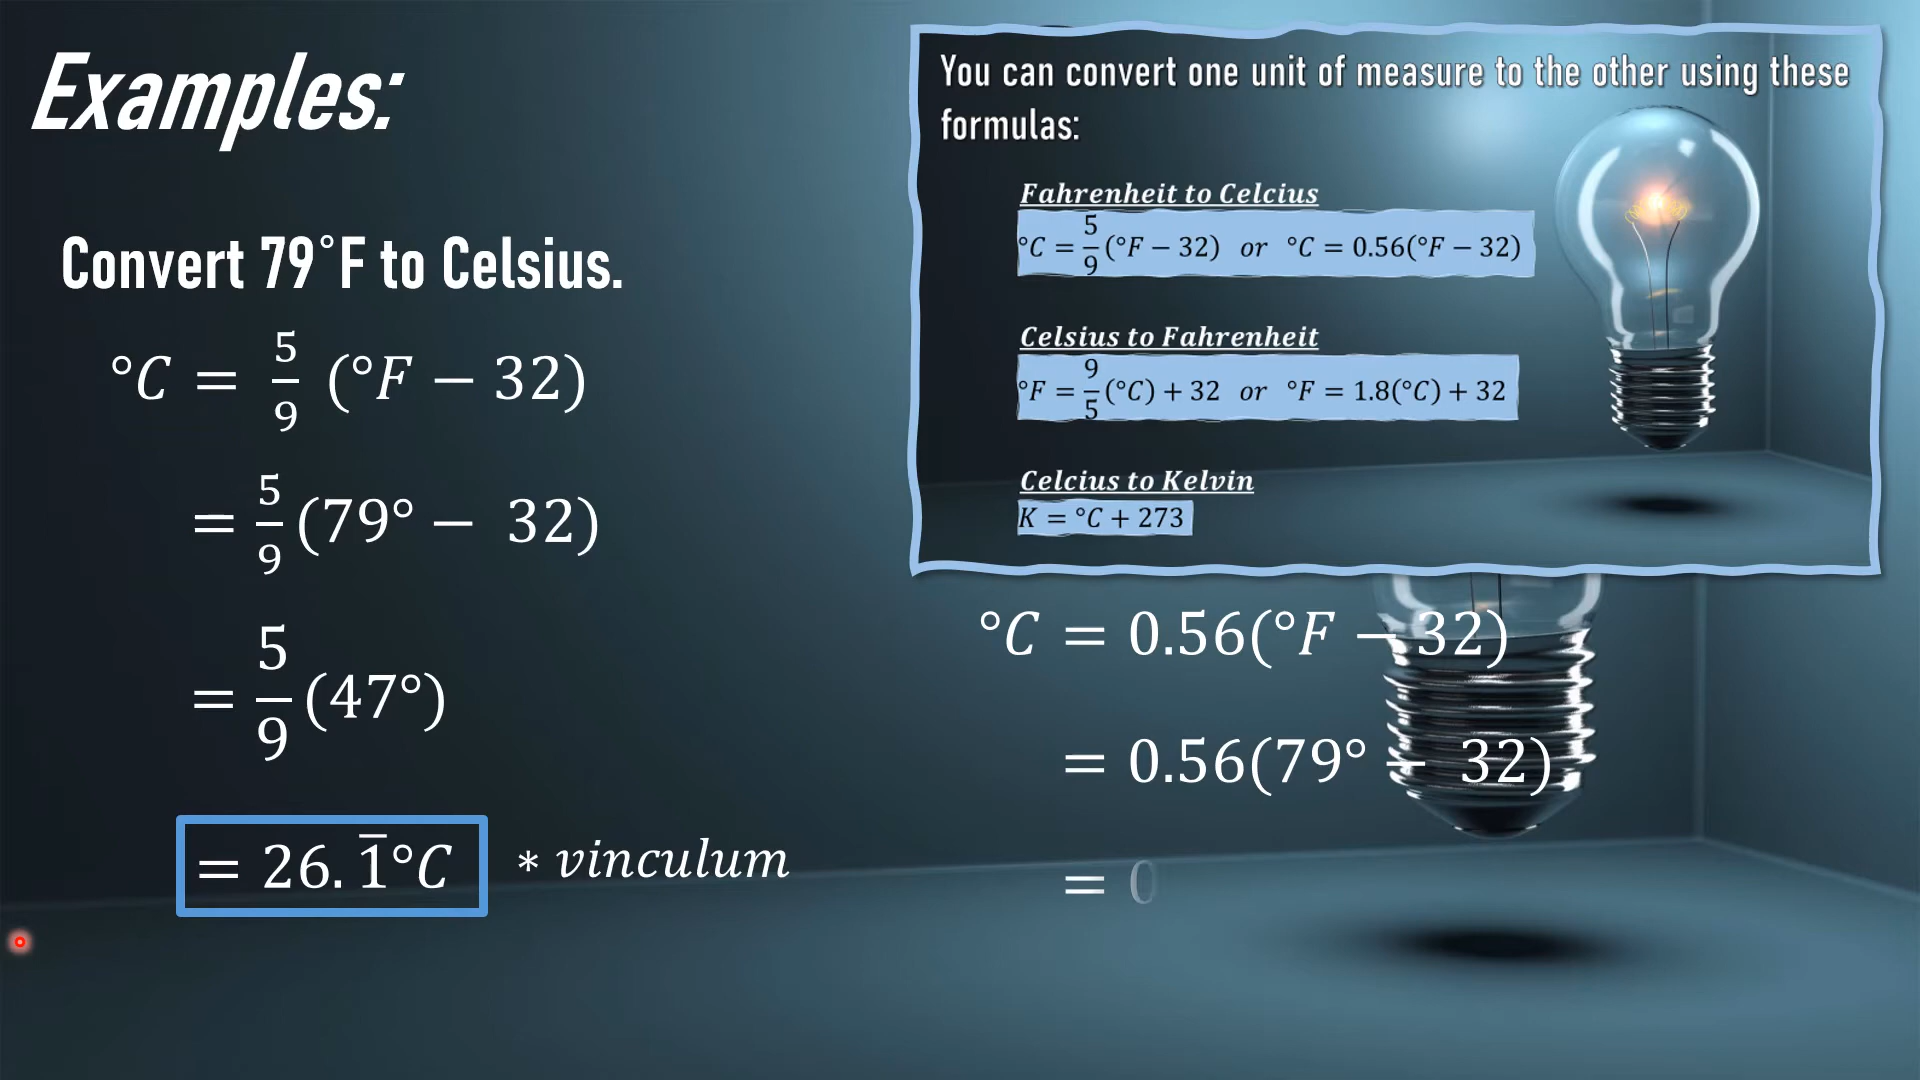 Examples:
Convert 79°F to Celsius.
°C = 5/9 (°F − 32)
= 5/9 (79° − 32)
= 5/9 (47°)
= 26. 1̅°C * vinculum
You can convert one unit of measure to the other using these
formulas:
Fahrenheit to Celcius
°C = 5/9 (°F − 32) or °C = 0.56(°F − 32)
Celsius to Fahrenheit
°F = 9/5 (°C) + 32 or °F = 1.8(°C) + 32
Celcius to Kelvin
K = °C + 273
°C = 0.56(°F − 32)
= 0.56(79° − 32)
= 0